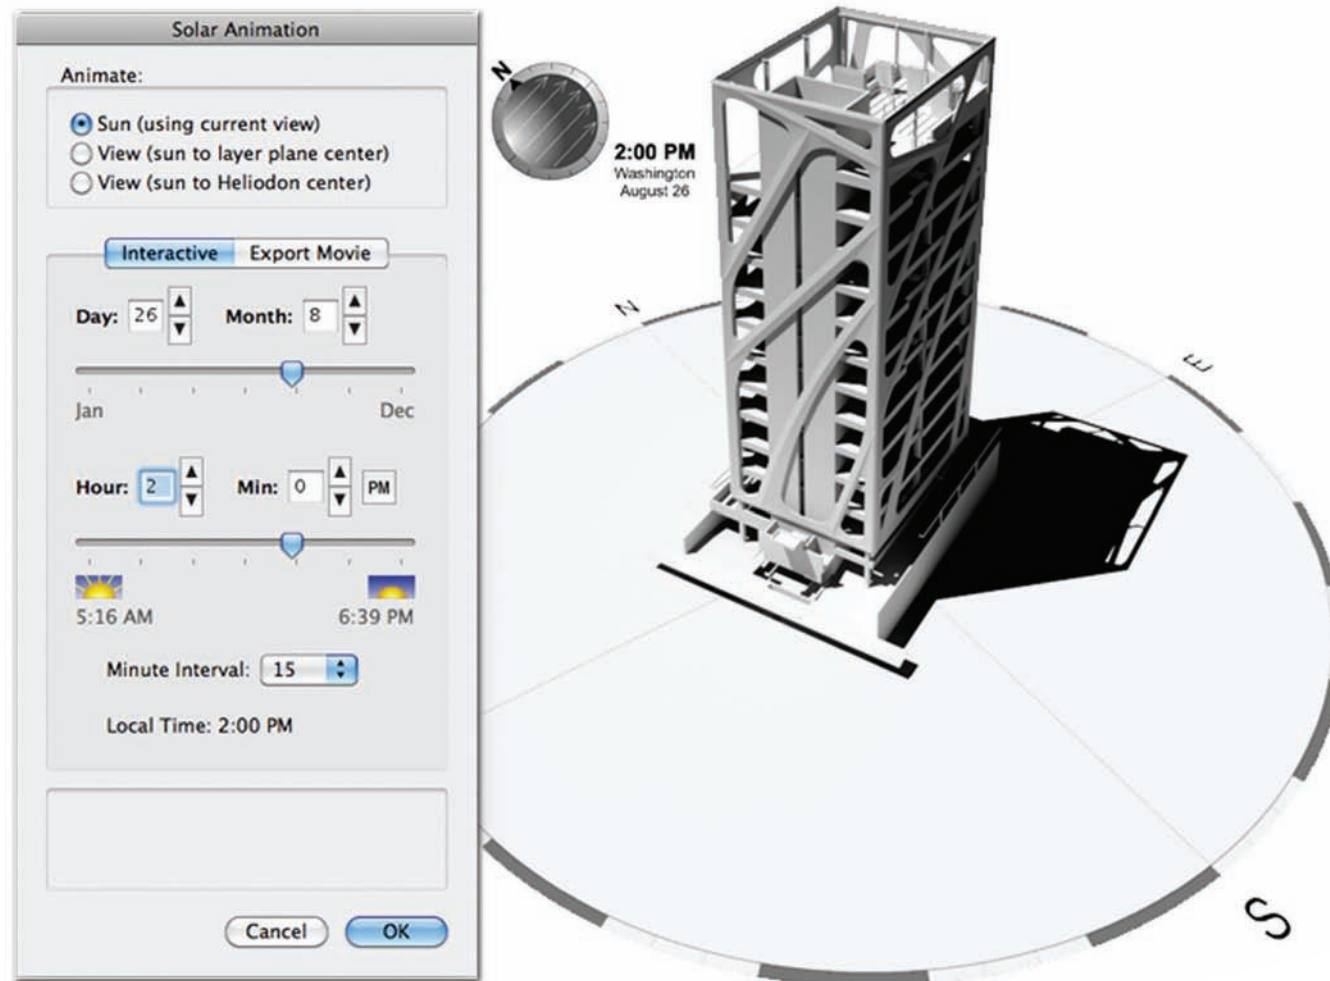 Solar Animation
Animate:
Sun (using current view)
View (sun to layer plane center)
View (sun to Heliodon center)
Interactive Export Movie
Day: 26 Month: 8
Jan Dec
Hour: 2 Min: 0 PM
5:16 AM 6:39 PM
Minute Interval: 15
Local Time: 2:00 PM
Cancel OK
N
2:00 PM
Washington
August 26
N
E
S